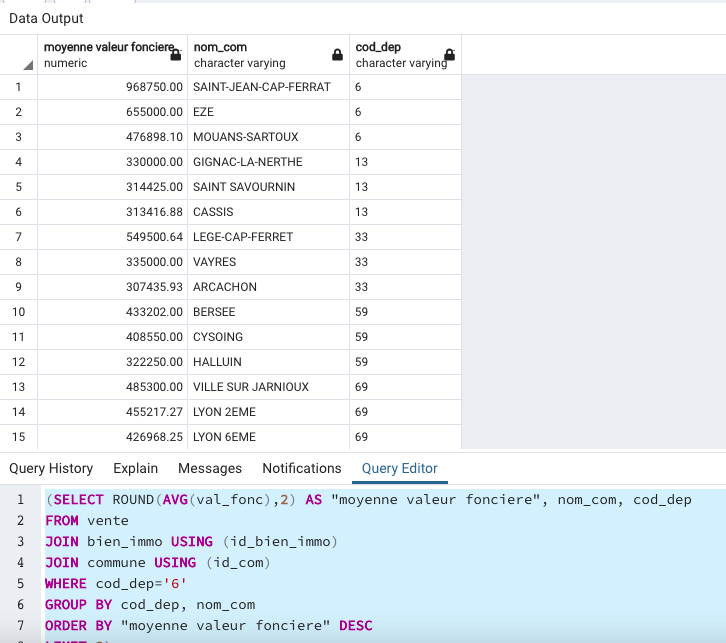 Data Output
moyenne valeur fonciere nom_com cod_dep
numeric character varying character varying
1 968750.00 SAINT-JEAN-CAP-FERRAT 6
2 655000.00 EZE 6
3 476898.10 MOUANS-SARTOUX 6
4 330000.00 GIGNAC-LA-NERTHE 13
5 314425.00 SAINT SAVOURNIN 13
6 313416.88 CASSIS 13
7 549500.64 LEGE-CAP-FERRET 33
8 335000.00 VAYRES 33
9 307435.93 ARCACHON 33
10 433202.00 BERSEE 59
11 408550.00 CYSOING 59
12 322250.00 HALLUIN 59
13 485300.00 VILLE SUR JARNIOUX 69
14 455217.27 LYON 2EME 69
15 426968.25 LYON 6EME 69
Query History Explain Messages Notifications Query Editor
1 (SELECT ROUND(AVG(val_fonc),2) AS "moyenne valeur fonciere", nom_com, cod_dep
2 FROM vente
3 JOIN bien_immo USING (id_bien_immo)
4 JOIN commune USING (id_com)
5 WHERE cod_dep='6'
6 GROUP BY cod_dep, nom_com
7 ORDER BY "moyenne valeur fonciere" DESC